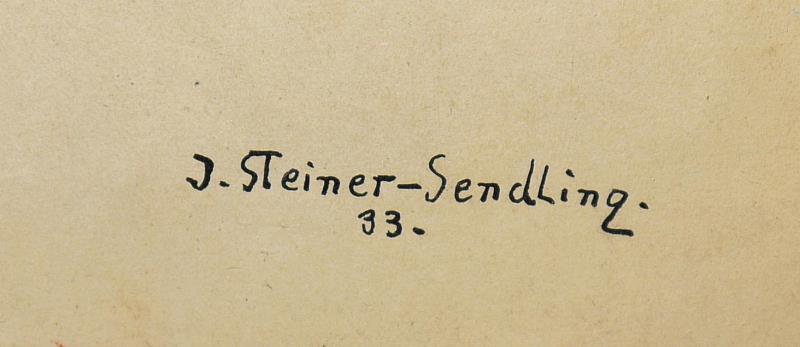 J. Steiner-Sendling.
33.